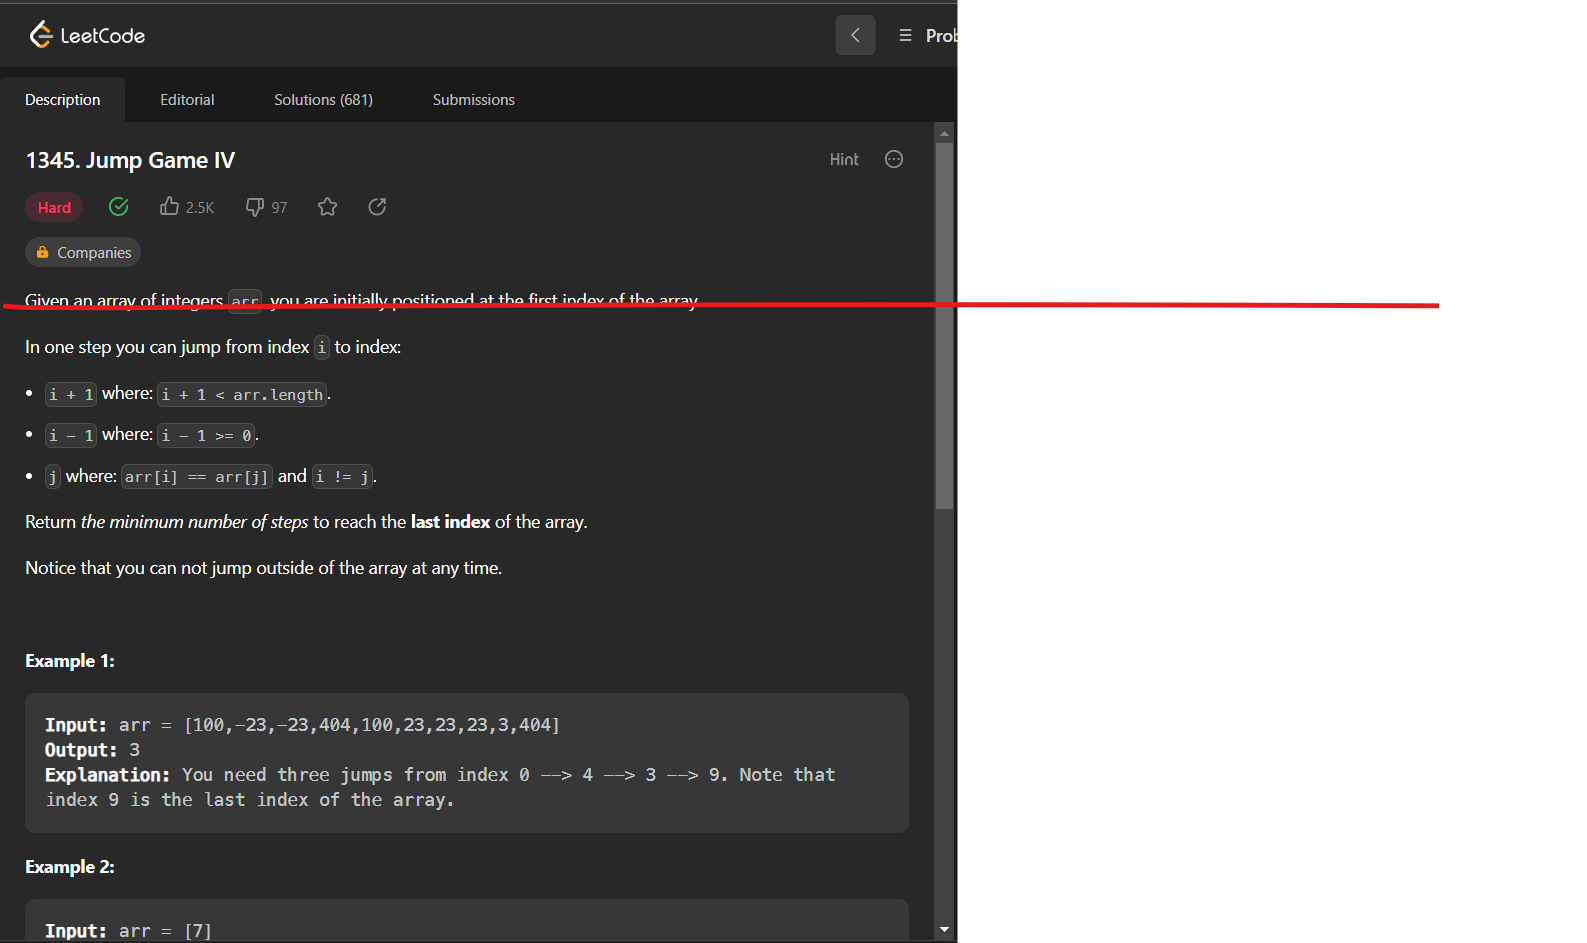 LeetCode
Description Editorial Solutions (681) Submissions
1345. Jump Game IV Hint
Hard 2.5K 97
Companies
Given an array of integers arr you are initially positioned at the first index of the array
In one step you can jump from index i to index:
• i + 1 where: i + 1 < arr.length.
• i - 1 where: i - 1 >= 0.
• j where: arr[i] == arr[j] and i != j.
Return the minimum number of steps to reach the last index of the array.
Notice that you can not jump outside of the array at any time.
Example 1:
Input: arr = [100,-23,-23,404,100,23,23,23,3,404]
Output: 3
Explanation: You need three jumps from index 0 --> 4 --> 3 --> 9. Note that
index 9 is the last index of the array.
Example 2:
Input: arr = [7]